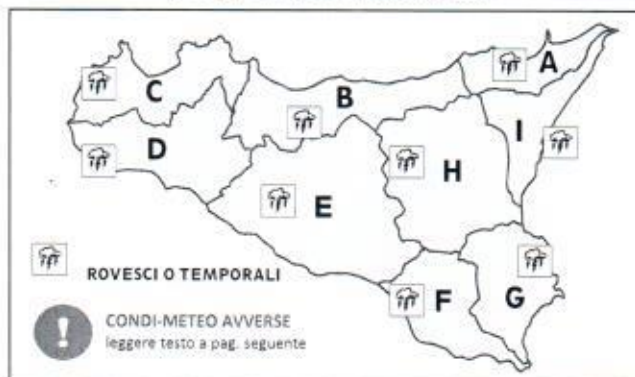 A
C
B
I
D
H
E
ROVESCI O TEMPORALI
F
G
CONDI-METEO AVVERSE
leggere testo a pag. seguente